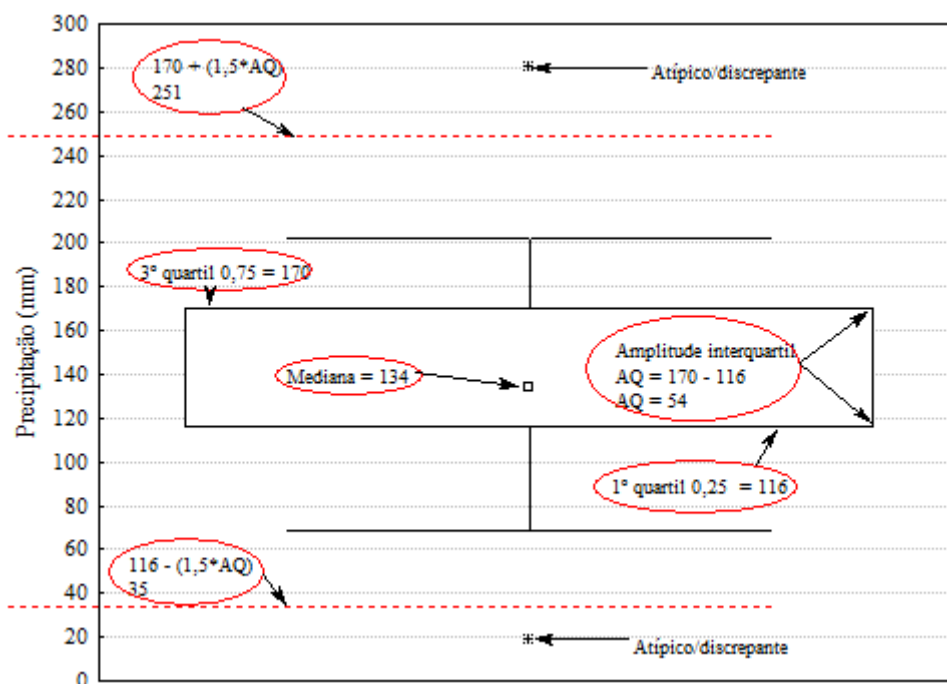 300
280
260
240
220
200
180
160
140
120
100
80
60
40
20
0
Precipitação (mm)
170 + (1,5*AQ)
251
Atípico/discrepante
3º quartil 0,75 = 170
Mediana = 134
Amplitude interquartil
AQ = 170 - 116
AQ = 54
1º quartil 0,25 = 116
116 - (1,5*AQ)
35
Atípico/discrepante